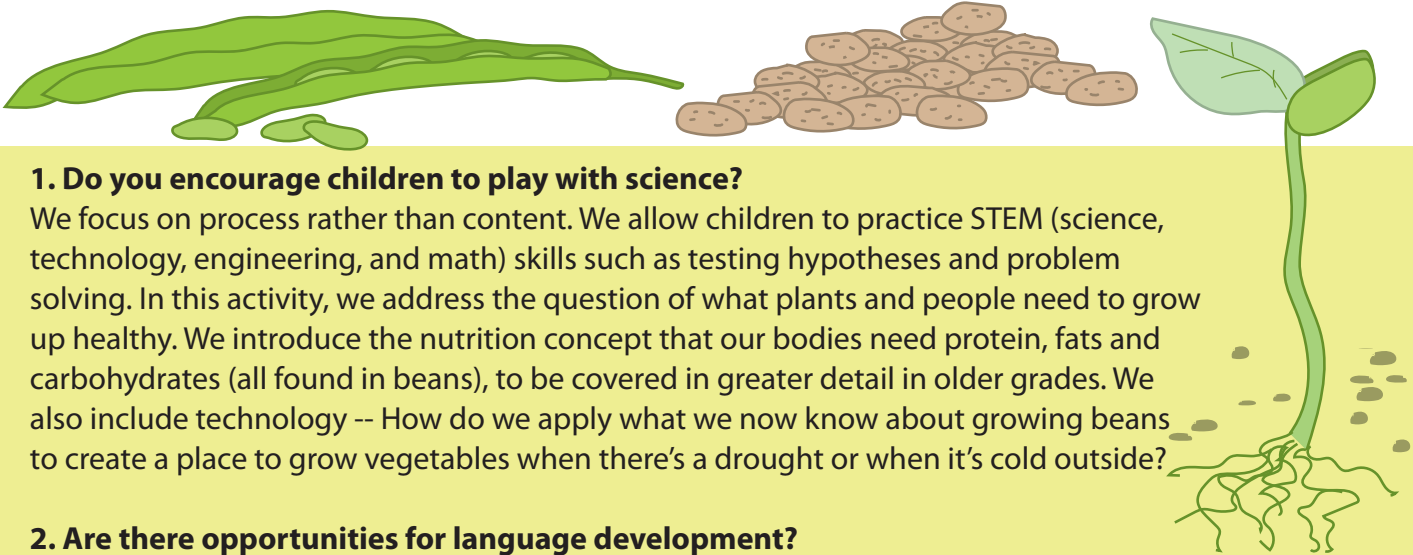 1. Do you encourage children to play with science?
We focus on process rather than content. We allow children to practice STEM (science,
technology, engineering, and math) skills such as testing hypotheses and problem
solving. In this activity, we address the question of what plants and people need to grow
up healthy. We introduce the nutrition concept that our bodies need protein, fats and
carbohydrates (all found in beans), to be covered in greater detail in older grades. We
also include technology -- How do we apply what we now know about growing beans
to create a place to grow vegetables when there's a drought or when it's cold outside?
2. Are there opportunities for language development?